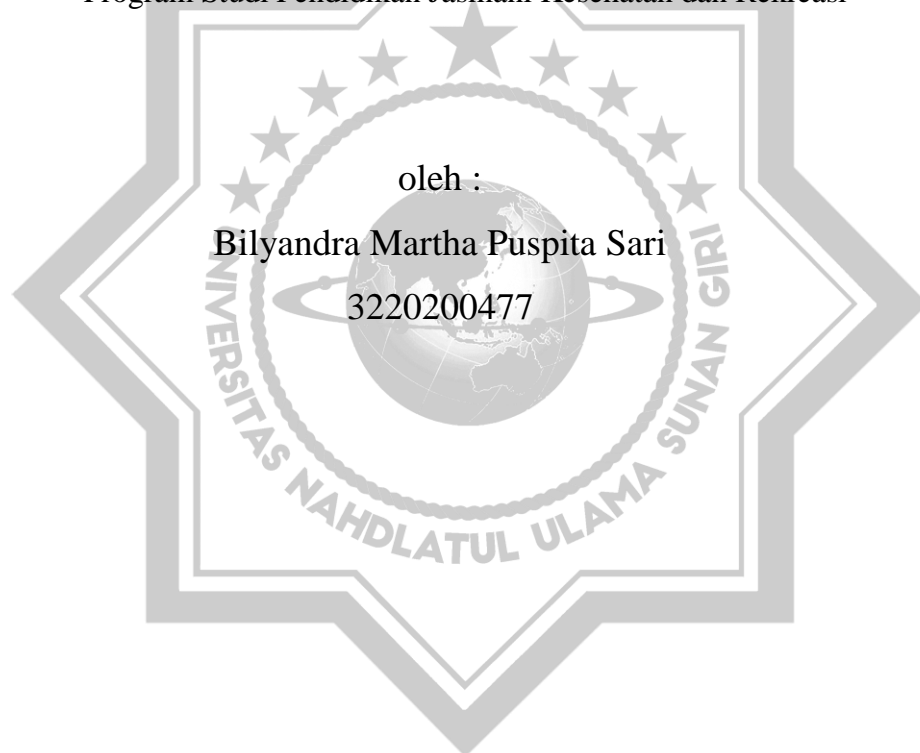 Program Studi Pendidikan Jasmani Kesehatan dan Rekreasi
oleh :
Bilyandra Martha Puspita Sari
3220200477
UNIVERSITAS NAHDLATUL ULAMA SUNAN GIRI